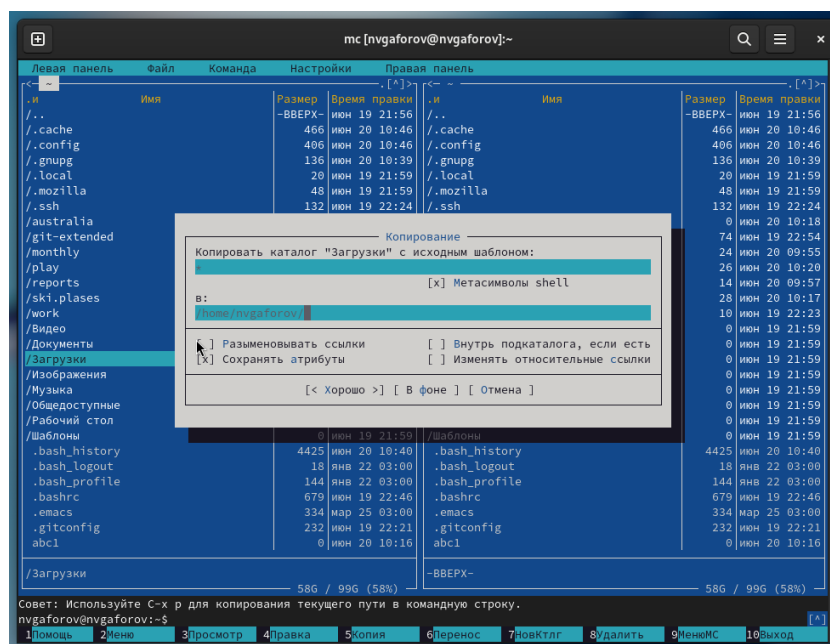 mc [nvgaforov@nvgaforov]:~
Левая панель Файл Команда Настройки Правая панель
<─ ~ .[^]> <─ ~ .[^]>
.и Имя Размер Время правки .и Имя Размер Время правки
/.. -ВВЕРХ- июн 19 21:56 /.. -ВВЕРХ- июн 19 21:56
/.cache 466 июн 20 10:46 /.cache 466 июн 20 10:46
/.config 406 июн 20 10:46 /.config 406 июн 20 10:46
/.gnupg 136 июн 20 10:39 /.gnupg 136 июн 20 10:39
/.local 20 июн 19 21:59 /.local 20 июн 19 21:59
/.mozilla 48 июн 19 21:59 /.mozilla 48 июн 19 21:59
/.ssh 132 июн 19 22:24 /.ssh 132 июн 19 22:24
/australia 0 июн 20 10:18
/git-extended 74 июн 19 22:54
/monthly 24 июн 20 09:55
/play 26 июн 20 10:20
/reports 14 июн 20 09:57
/ski.plases 28 июн 20 10:17
/work 10 июн 19 22:23
/Видео 0 июн 19 21:59
/Документы 0 июн 19 21:59
/Загрузки 0 июн 19 21:59
/Изображения 0 июн 19 21:59
/Музыка 0 июн 19 21:59
/Общедоступные 0 июн 19 21:59
/Рабочий стол 0 июн 19 21:59
/Шаблоны 0 июн 19 21:59 /Шаблоны 0 июн 19 21:59
.bash_history 4425 июн 20 10:40 .bash_history 4425 июн 20 10:40
.bash_logout 18 янв 22 03:00 .bash_logout 18 янв 22 03:00
.bash_profile 144 янв 22 03:00 .bash_profile 144 янв 22 03:00
.bashrc 679 июн 19 22:46 .bashrc 679 июн 19 22:46
.emacs 334 мар 25 03:00 .emacs 334 мар 25 03:00
.gitconfig 232 июн 19 22:21 .gitconfig 232 июн 19 22:21
abc1 0 июн 20 10:16 abc1 0 июн 20 10:16
Копирование
Копировать каталог "Загрузки" с исходным шаблоном:
*
[x] Метасимволы shell
в:
/home/nvgaforov/
[ ] Разыменовывать ссылки [ ] Внутрь подкаталога, если есть
[x] Сохранять атрибуты [ ] Изменять относительные ссылки
[< Хорошо >] [ В фоне ] [ Отмена ]
/Загрузки -ВВЕРХ-
58G / 99G (58%) 58G / 99G (58%)
Совет: Используйте C-x p для копирования текущего пути в командную строку.
nvgaforov@nvgaforov:~$ [^]
1Помощь 2Меню 3Просмотр 4Правка 5Копия 6Перенос 7НовКтлг 8Удалить 9МенюМС 10Выход